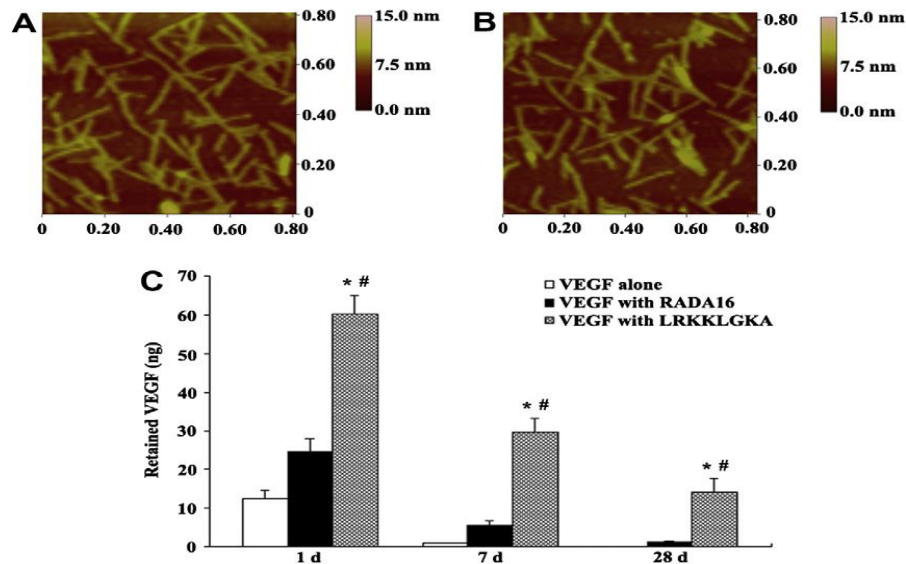 A
0.80
0.60
0.40
0.20
0
0 0.20 0.40 0.60 0.80
15.0 nm
7.5 nm
0.0 nm
B
0.80
0.60
0.40
0.20
0
0 0.20 0.40 0.60 0.80
15.0 nm
7.5 nm
0.0 nm
C
Retained VEGF (ng)
70
60
50
40
30
20
10
0
* #
* #
* #
VEGF alone
VEGF with RADA16
VEGF with LRKKLGKA
1 d 7 d 28 d